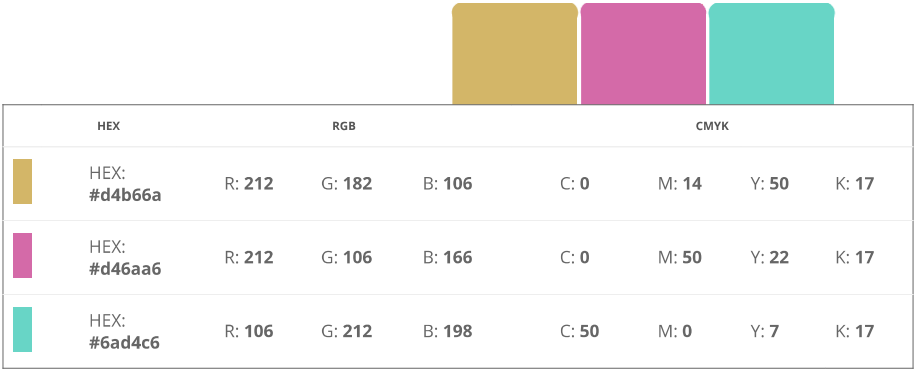 HEX RGB CMYK
HEX:
#d4b66a
R: 212 G: 182 B: 106 C: 0 M: 14 Y: 50 K: 17
HEX:
#d46aa6
R: 212 G: 106 B: 166 C: 0 M: 50 Y: 22 K: 17
HEX:
#6ad4c6
R: 106 G: 212 B: 198 C: 50 M: 0 Y: 7 K: 17